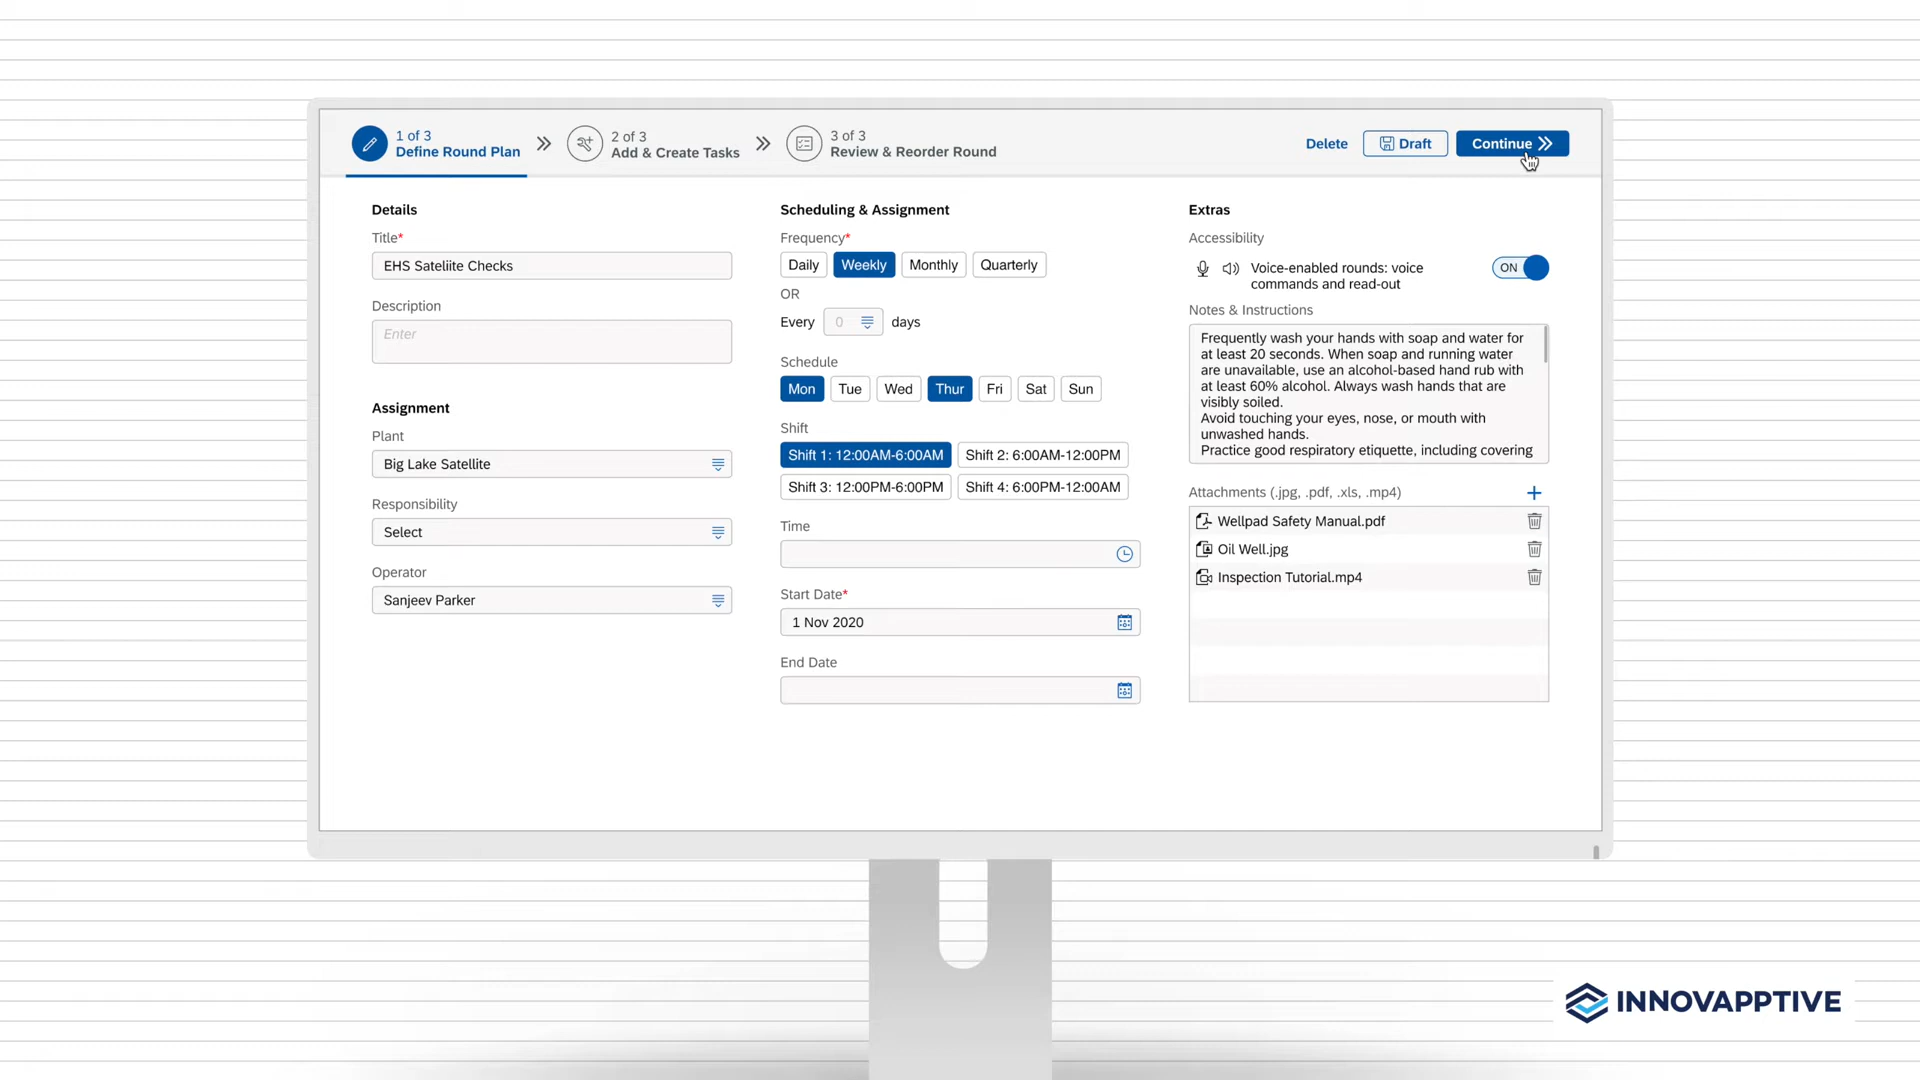 1 of 3
Define Round Plan
2 of 3
Add & Create Tasks
3 of 3
Review & Reorder Round
Delete
Draft
Continue
Details
Title*
EHS Sateliite Checks
Description
Enter
Assignment
Plant
Big Lake Satellite
Responsibility
Select
Operator
Sanjeev Parker
Scheduling & Assignment
Frequency*
Daily Weekly Monthly Quarterly
OR
Every 0 days
Schedule
Mon Tue Wed Thur Fri Sat Sun
Shift
Shift 1: 12:00AM-6:00AM Shift 2: 6:00AM-12:00PM
Shift 3: 12:00PM-6:00PM Shift 4: 6:00PM-12:00AM
Time
Start Date*
1 Nov 2020
End Date
Extras
Accessibility
Voice-enabled rounds: voice
commands and read-out
ON
Notes & Instructions
Frequently wash your hands with soap and water for
at least 20 seconds. When soap and running water
are unavailable, use an alcohol-based hand rub with
at least 60% alcohol. Always wash hands that are
visibly soiled.
Avoid touching your eyes, nose, or mouth with
unwashed hands.
Practice good respiratory etiquette, including covering
Attachments (.jpg, .pdf, .xls, .mp4)
Wellpad Safety Manual.pdf
Oil Well.jpg
Inspection Tutorial.mp4
INNOVAPPTIVE